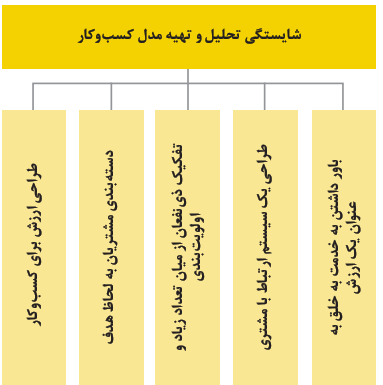 شایستگی تحلیل و تهیه مدل کسب‌وکار
باور داشتن به خدمت به خلق به
عنوان یک ارزش
طراحی یک سیستم ارتباط با مشتری
تفکیک ذی‌نفعان از میان تعداد زیاد و
اولویت‌بندی
دسته‌بندی مشتریان به لحاظ هدف
طراحی ارزش برای کسب‌وکار